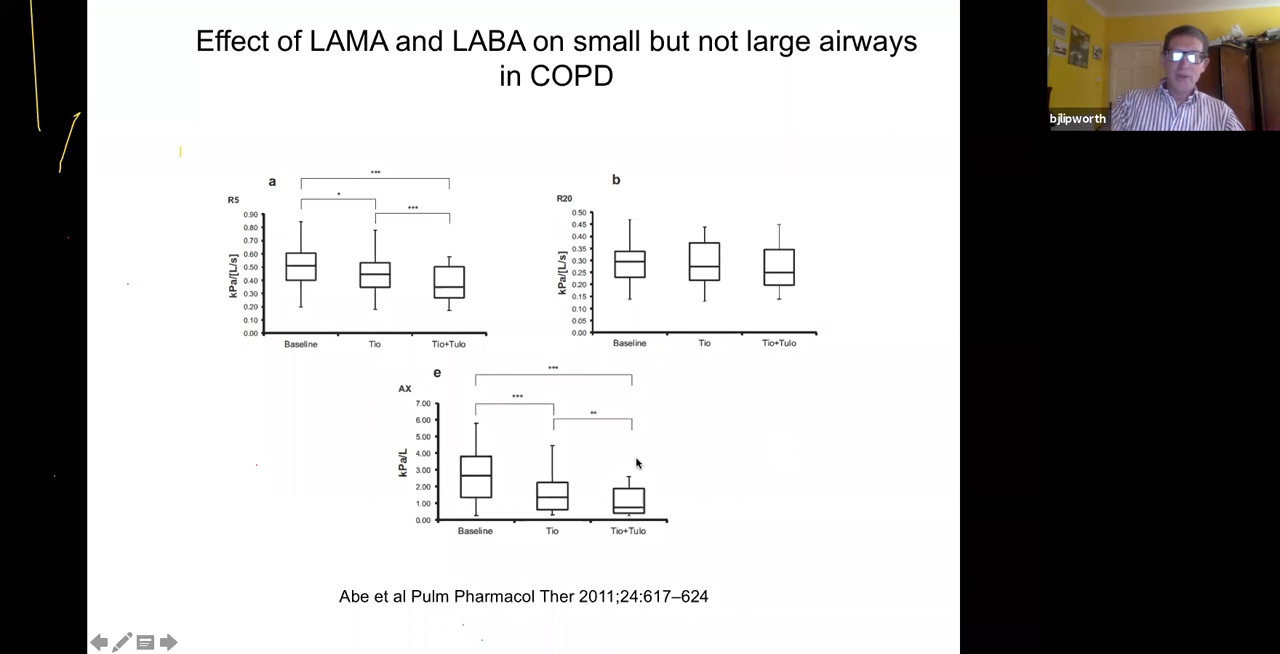 Effect of LAMA and LABA on small but not large airways
in COPD
bjlipworth
a
***
*
***
R5
kPa/[L/s]
0.90
0.80
0.70
0.60
0.50
0.40
0.30
0.20
0.10
0.00
Baseline
Tio
Tio+Tulo
b
R20
kPa/[L/s]
0.50
0.45
0.40
0.35
0.30
0.25
0.20
0.15
0.10
0.05
0.00
Baseline
Tio
Tio+Tulo
e
***
***
**
AX
kPa/L
7.00
6.00
5.00
4.00
3.00
2.00
1.00
0.00
Baseline
Tio
Tio+Tulo
Abe et al Pulm Pharmacol Ther 2011;24:617–624